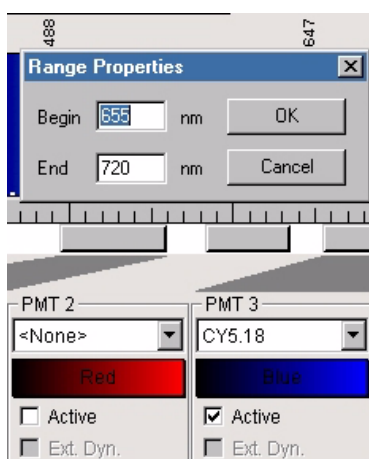 488 647
Range Properties
Begin 655 nm OK
End 720 nm Cancel
PMT 2 PMT 3
<None> CY5.18
Red Blue
Active Active
Ext. Dyn. Ext. Dyn.